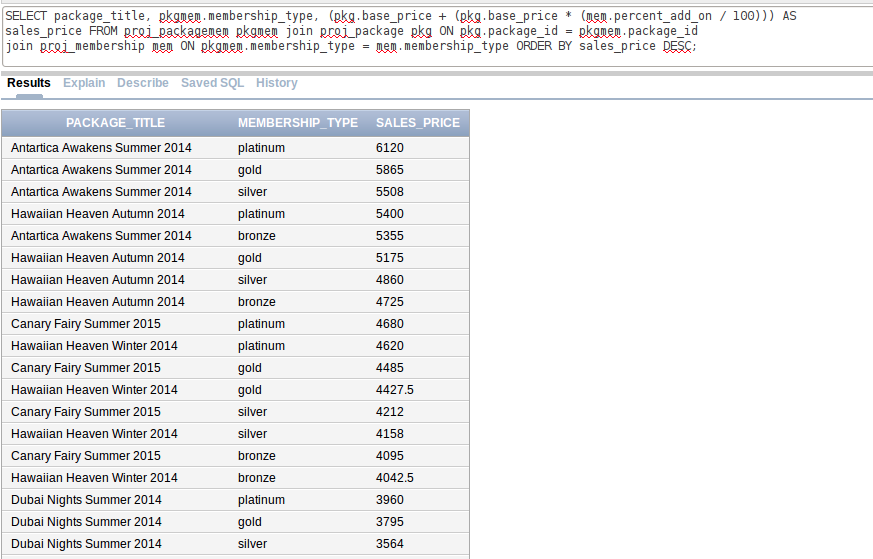 SELECT package_title, pkgmem.membership_type, (pkg.base_price + (pkg.base_price * (mem.percent_add_on / 100))) AS
sales_price FROM proj_packagemem pkgmem join proj_package pkg ON pkg.package_id = pkgmem.package_id
join proj_membership mem ON pkgmem.membership_type = mem.membership_type ORDER BY sales_price DESC;
Results Explain Describe Saved SQL History
PACKAGE_TITLE MEMBERSHIP_TYPE SALES_PRICE
Antartica Awakens Summer 2014 platinum 6120
Antartica Awakens Summer 2014 gold 5865
Antartica Awakens Summer 2014 silver 5508
Hawaiian Heaven Autumn 2014 platinum 5400
Antartica Awakens Summer 2014 bronze 5355
Hawaiian Heaven Autumn 2014 gold 5175
Hawaiian Heaven Autumn 2014 silver 4860
Hawaiian Heaven Autumn 2014 bronze 4725
Canary Fairy Summer 2015 platinum 4680
Hawaiian Heaven Winter 2014 platinum 4620
Canary Fairy Summer 2015 gold 4485
Hawaiian Heaven Winter 2014 gold 4427.5
Canary Fairy Summer 2015 silver 4212
Hawaiian Heaven Winter 2014 silver 4158
Canary Fairy Summer 2015 bronze 4095
Hawaiian Heaven Winter 2014 bronze 4042.5
Dubai Nights Summer 2014 platinum 3960
Dubai Nights Summer 2014 gold 3795
Dubai Nights Summer 2014 silver 3564